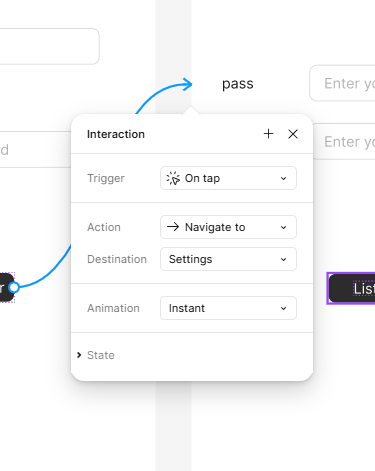 pass
Enter yo
Interaction
d
Enter yo
Trigger
On tap
Action
Navigate to
Destination
Settings
r
List
Animation
Instant
State